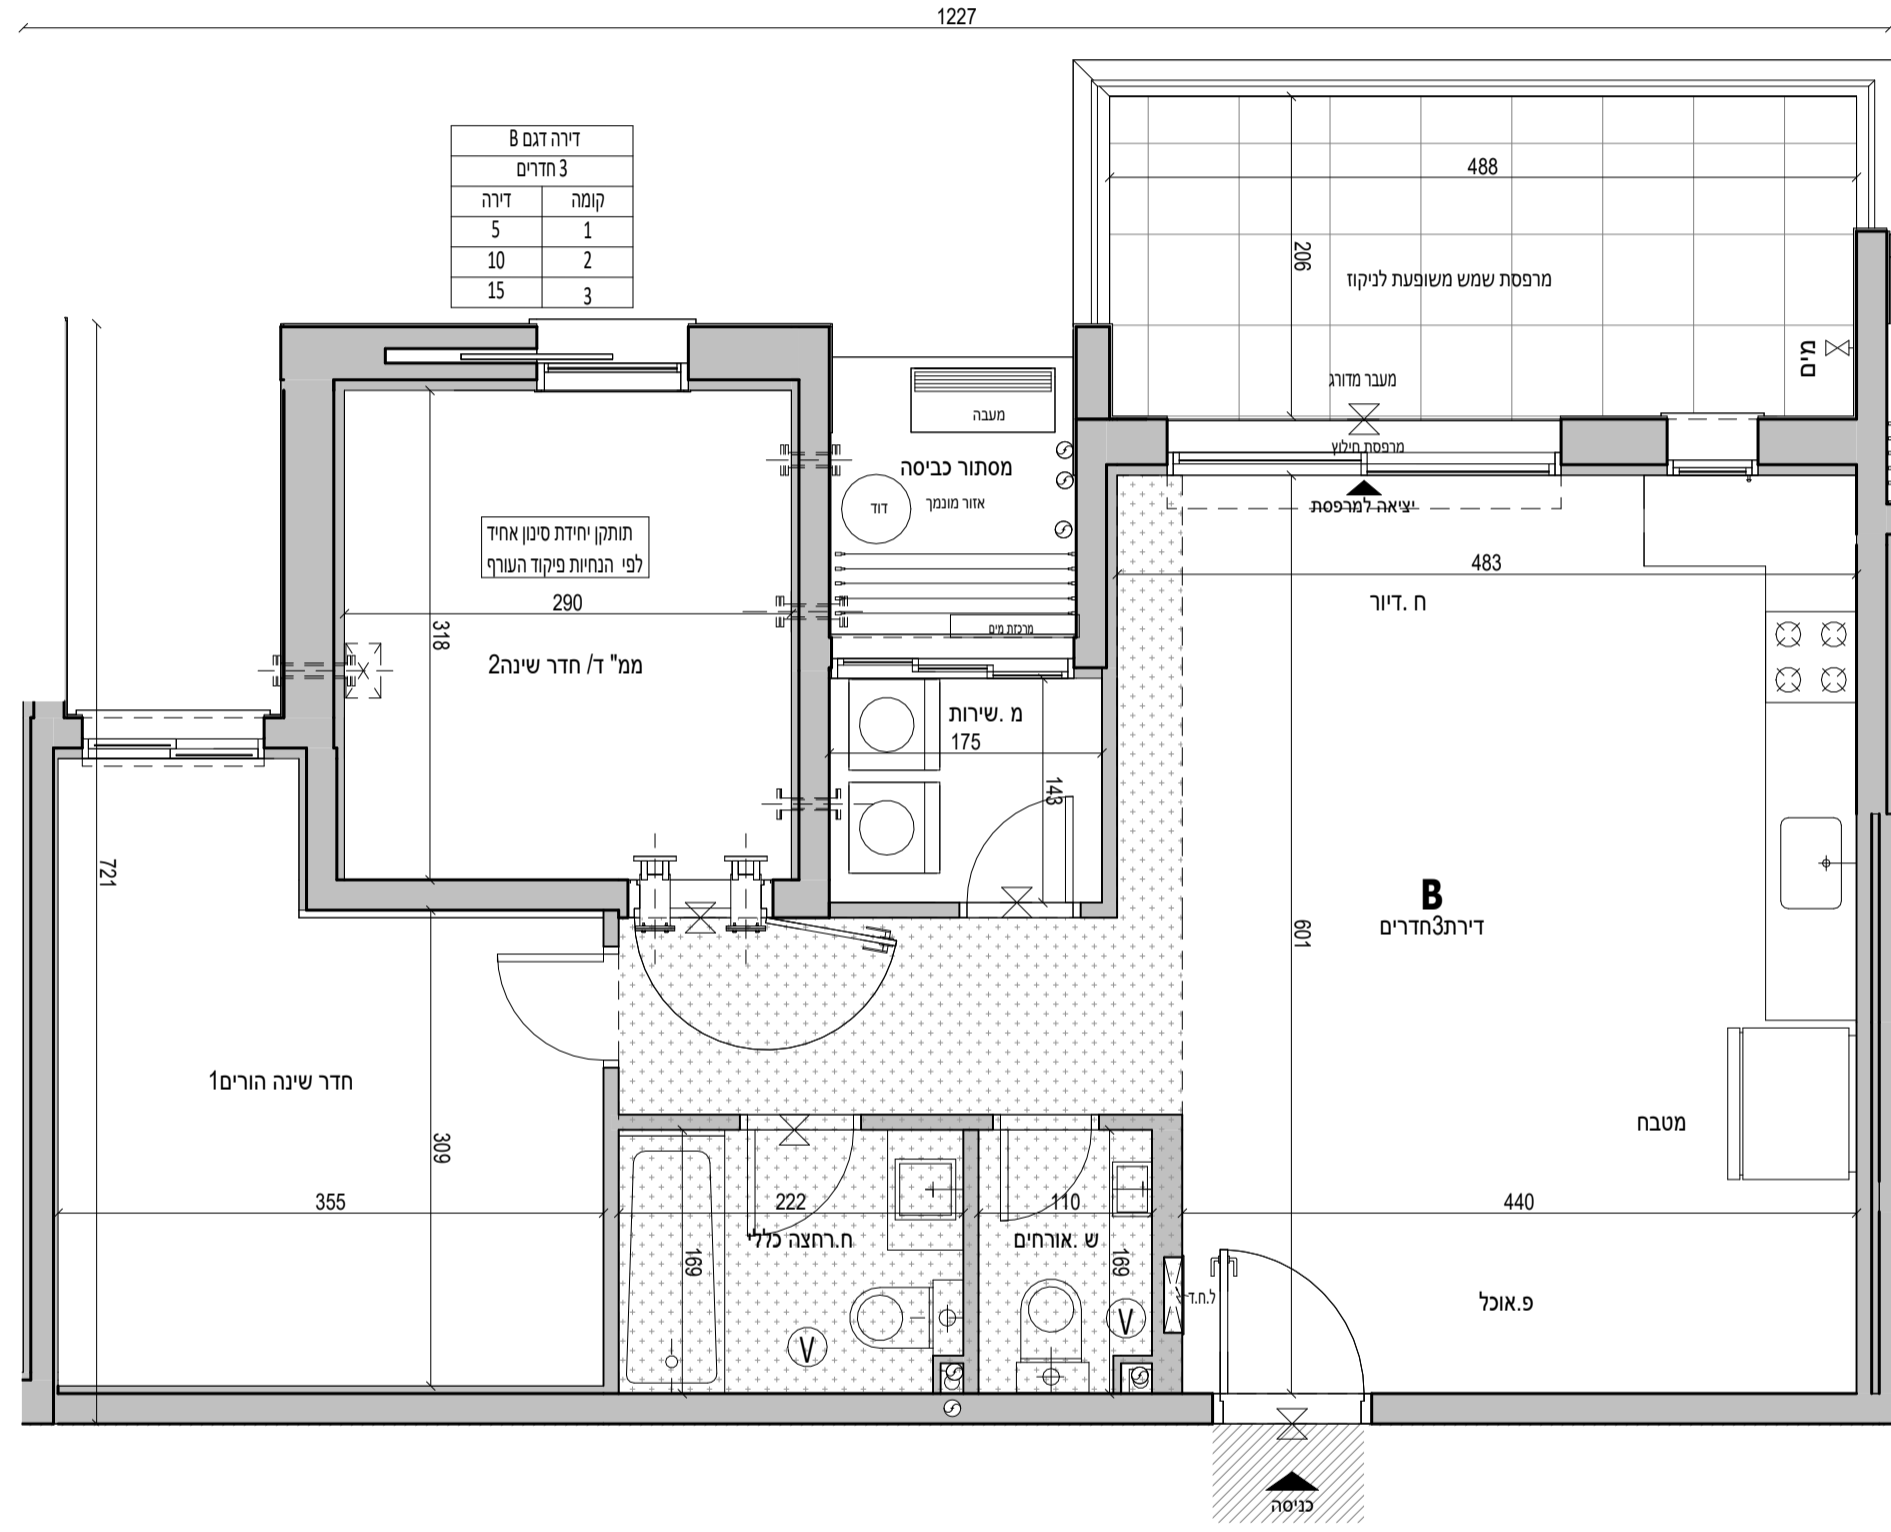 1227
דירה דגם B
3 חדרים
קומה דירה
1 5
2 10
3 15
488
206
מרפסת שמש משופעת לניקוז
מים
מעבר מדורג
מרפסת חילוץ
יציאה למרפסת
מעבה
מסתור כביסה
אזור מונמך
דוד
מרכזת מים
תותקן יחידת סינון אחיד
לפי הנחיות פיקוד העורף
290
318
ממ" ד/ חדר שינה2
483
ח .דיור
מ .שירות
175
143
721
B
דירת3חדרים
601
חדר שינה הורים1
309
355
מטבח
222
110
440
ח.רחצה כללי
169
ש .אורחים
169
V
V
ל.ח.ד
פ.אוכל
כניסה